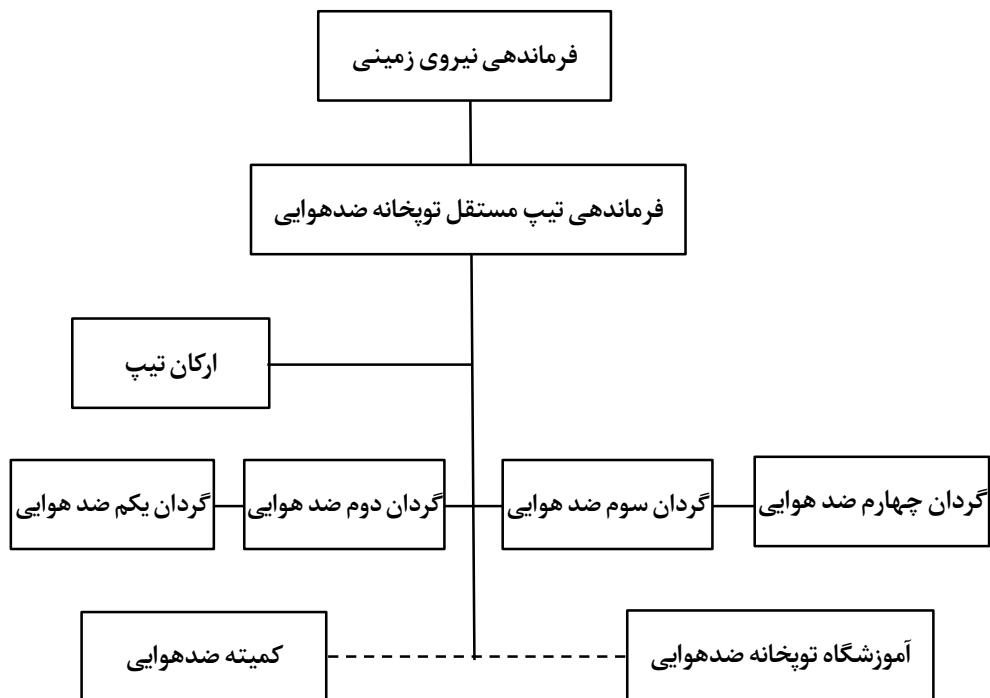 فرماندهی نیروی زمینی
فرماندهی تیپ مستقل توپخانه ضدهوایی
ارکان تیپ
گردان چهارم ضد هوایی
گردان سوم ضد هوایی
گردان دوم ضد هوایی
گردان یکم ضد هوایی
آموزشگاه توپخانه ضدهوایی
کمیته ضدهوایی